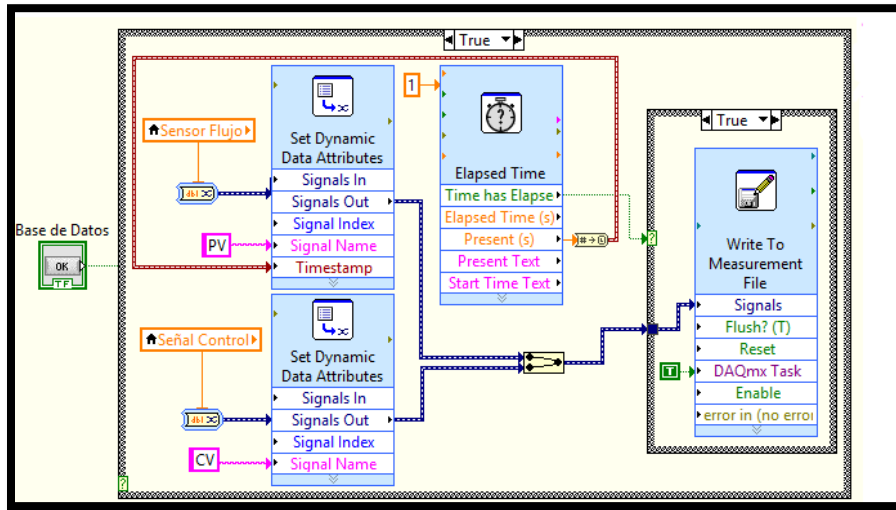 True
1
Sensor Flujo
dbl
Set Dynamic
Data Attributes
Signals In
Signals Out
Signal Index
Signal Name
Timestamp
PV
?
Elapsed Time
Time has Elapse
Elapsed Time (s)
Present (s)
Present Text
Start Time Text
#
True
?
Write To
Measurement
File
Signals
Flush? (T)
Reset
DAQmx Task
Enable
error in (no error
T
Base de Datos
OK
TF
Señal Control
dbl
Set Dynamic
Data Attributes
Signals In
Signals Out
Signal Index
Signal Name
CV
?